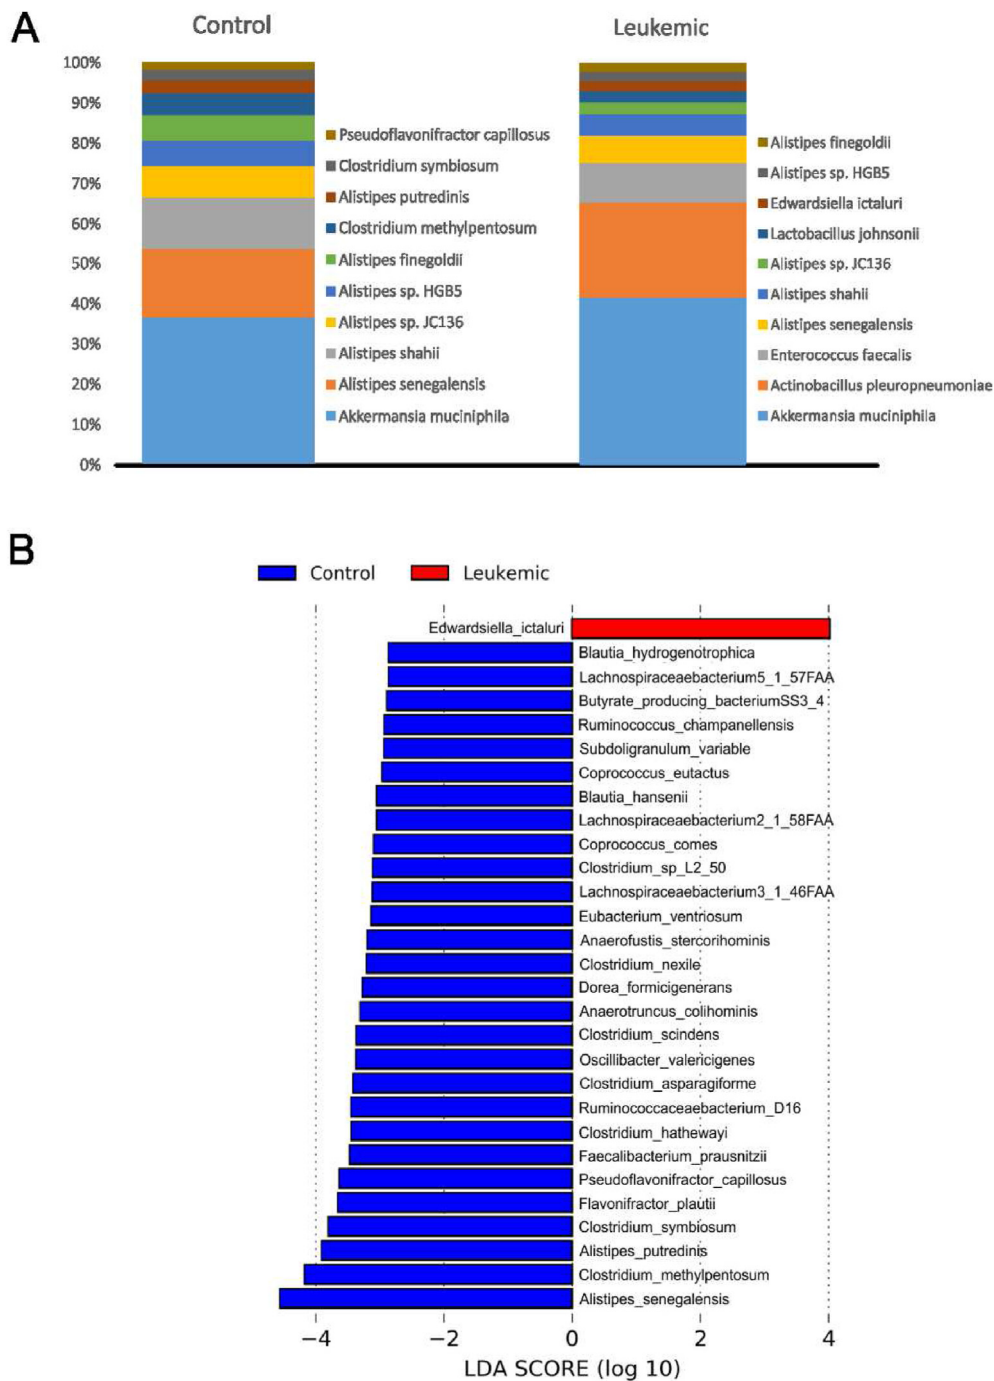 A
Control
Leukemic
100%
90%
80%
70%
60%
50%
40%
30%
20%
10%
0%
Pseudoflavonifractor capillosus
Clostridium symbiosum
Alistipes putredinis
Clostridium methylpentosum
Alistipes finegoldii
Alistipes sp. HGB5
Alistipes sp. JC136
Alistipes shahii
Alistipes senegalensis
Akkermansia muciniphila
Alistipes finegoldii
Alistipes sp. HGB5
Edwardsiella ictaluri
Lactobacillus johnsonii
Alistipes sp. JC136
Alistipes shahii
Alistipes senegalensis
Enterococcus faecalis
Actinobacillus pleuropneumoniae
Akkermansia muciniphila
B
Control
Leukemic
Edwardsiella_ictaluri
Blautia_hydrogenotrophica
Lachnospiraceaebacterium5_1_57FAA
Butyrate_producing_bacteriumSS3_4
Ruminococcus_champanellensis
Subdoligranulum_variable
Coprococcus_eutactus
Blautia_hansenii
Lachnospiraceaebacterium2_1_58FAA
Coprococcus_comes
Clostridium_sp_L2_50
Lachnospiraceaebacterium3_1_46FAA
Eubacterium_ventriosum
Anaerofustis_stercorihominis
Clostridium_nexile
Dorea_formicigenerans
Anaerotruncus_colihominis
Clostridium_scindens
Oscillibacter_valericigenes
Clostridium_asparagiforme
Ruminococcaceaebacterium_D16
Clostridium_hathewayi
Faecalibacterium_prausnitzii
Pseudoflavonifractor_capillosus
Flavonifractor_plautii
Clostridium_symbiosum
Alistipes_putredinis
Clostridium_methylpentosum
Alistipes_senegalensis
−4 −2 0 2 4
LDA SCORE (log 10)